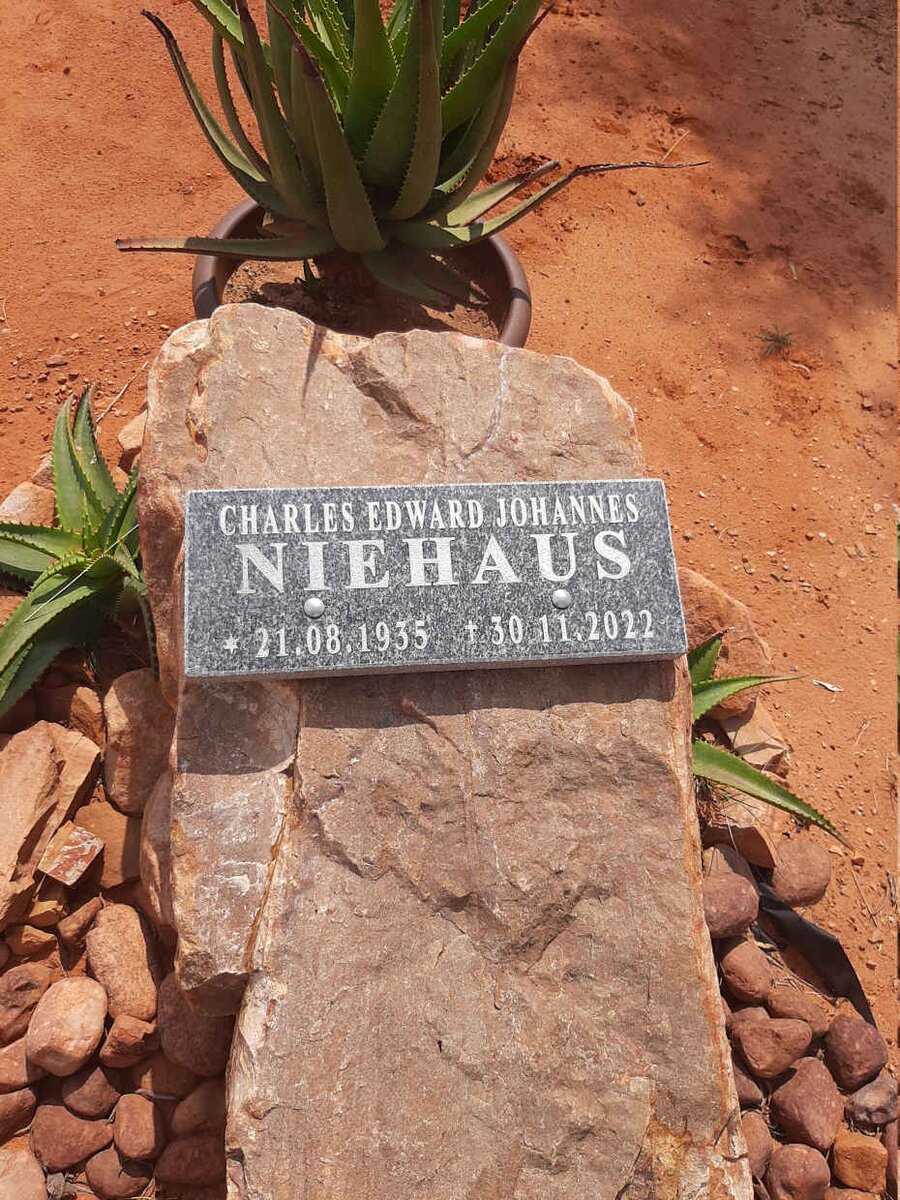 CHARLES EDWARD JOHANNES
NIEHAUS
* 21.08.1935 † 30 11.2022